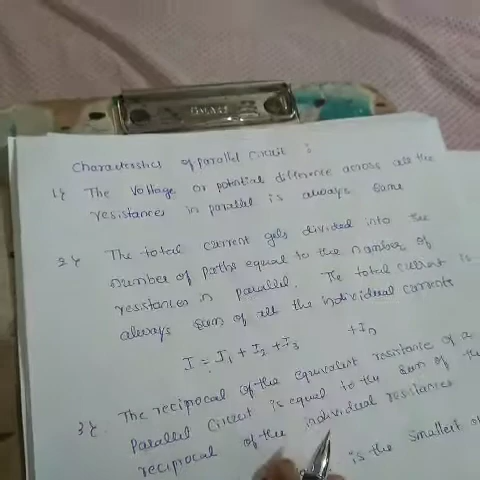 Characteristics of parallel Circuit :
1} The Voltage or potential difference across all the
resistances in parallel is always same
2} The total current gets divided into the
number of paths equal to the number of
resistances in parallel. The total current is
always sum of all the individual currents
I = I1 + I2 + I3 + In
3} The reciprocal of the equivalent resistance of a
Parallel Circuit is equal to the sum of the
reciprocal of the individual resistances
is the smallest of